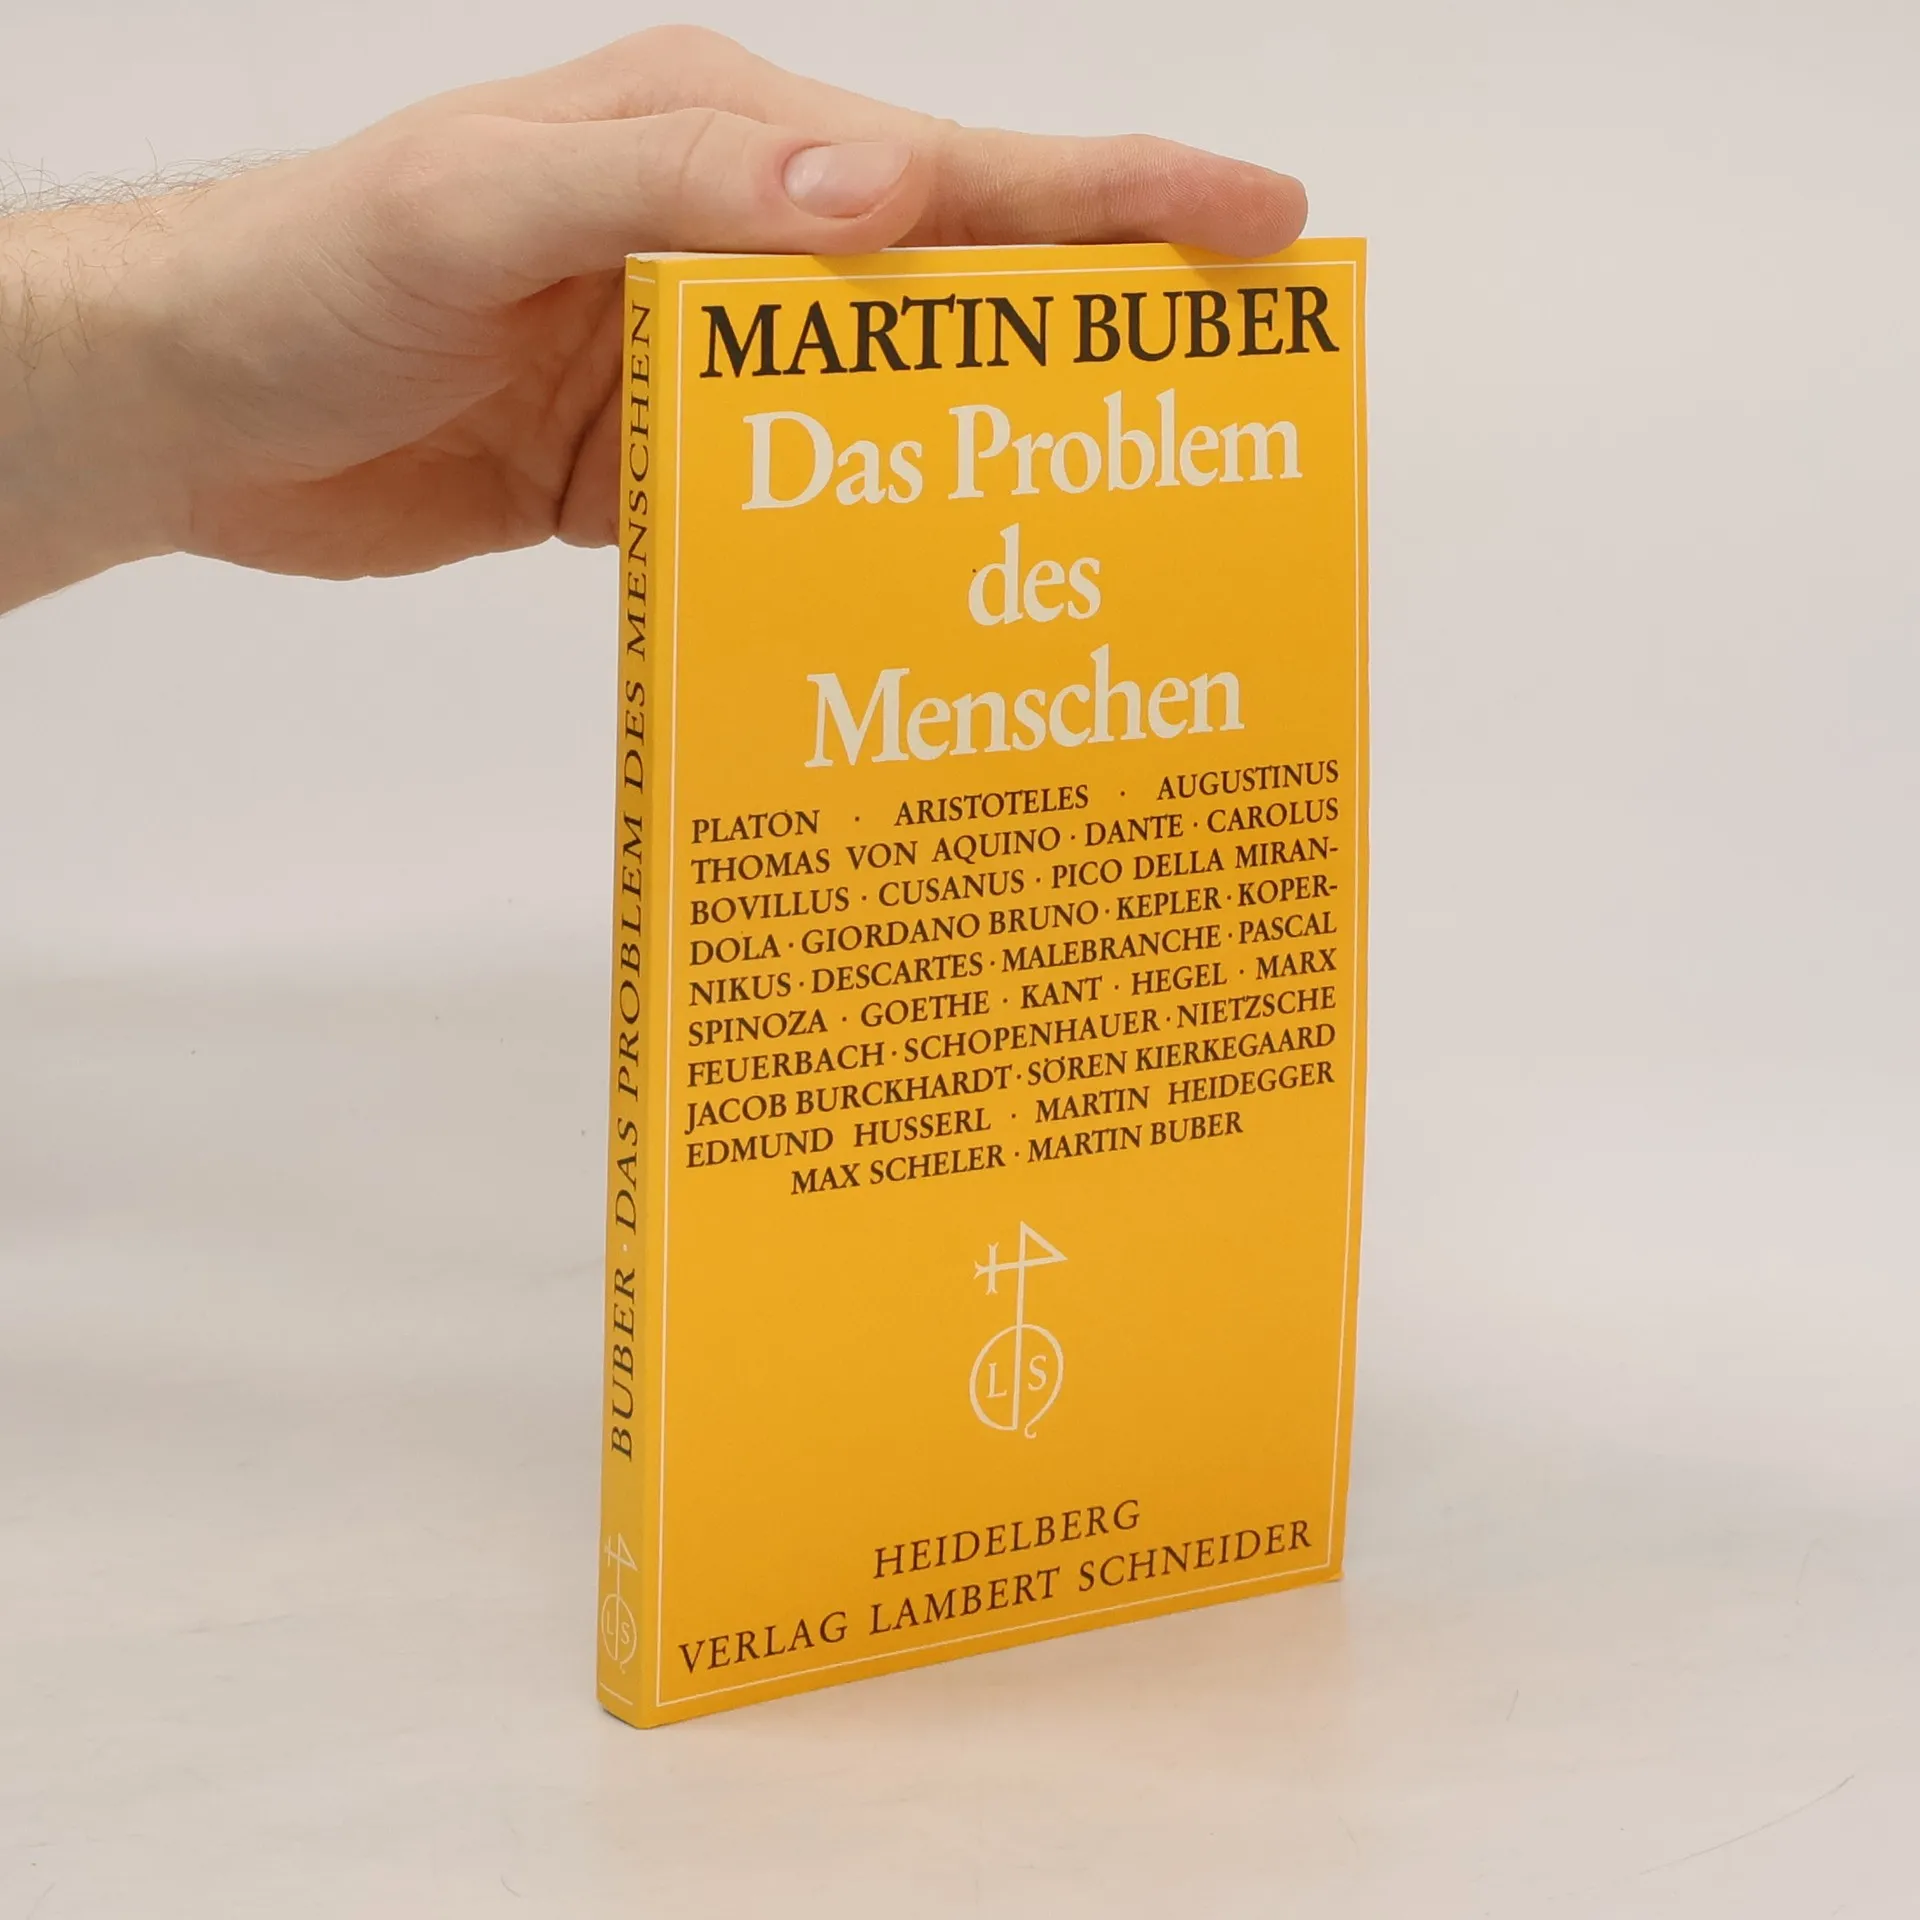 MARTIN BUBER
Das Problem
des
Menschen
PLATON · ARISTOTELES · AUGUSTINUS
THOMAS VON AQUINO · DANTE · CAROLUS
BOVILLUS · CUSANUS · PICO DELLA MIRAN-
DOLA · GIORDANO BRUNO · KEPLER · KOPER-
NIKUS · DESCARTES · MALEBRANCHE · PASCAL
SPINOZA · GOETHE · KANT · HEGEL · MARX
FEUERBACH · SCHOPENHAUER · NIETZSCHE
JACOB BURCKHARDT · SÖREN KIERKEGAARD
EDMUND HUSSERL · MARTIN HEIDEGGER
MAX SCHELER · MARTIN BUBER
L S
HEIDELBERG
VERLAG LAMBERT SCHNEIDER
BUBER · DAS PROBLEM DES MENSCHEN
L S